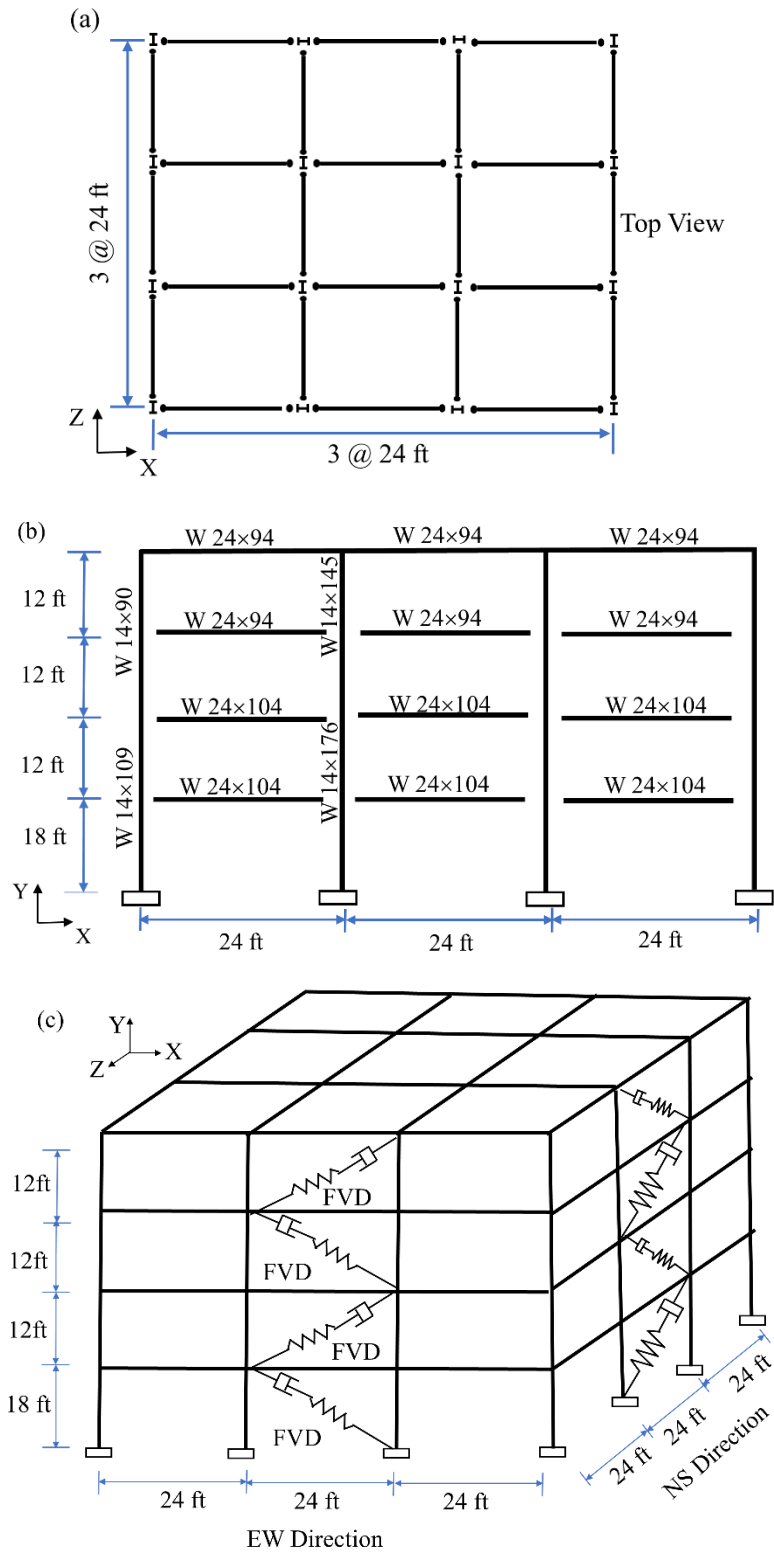 (a)
3 @ 24 ft
Top View
Z
X
3 @ 24 ft
(b)
W 24×94
W 24×94
W 24×94
12 ft
W 14×90
W 14×145
W 24×94
W 24×94
W 24×94
12 ft
W 24×104
W 24×104
W 24×104
12 ft
W 14×109
W 14×176
W 24×104
W 24×104
W 24×104
18 ft
Y
X
24 ft
24 ft
24 ft
(c)
Y
X
Z
12ft
FVD
12ft
FVD
12ft
FVD
18 ft
FVD
24 ft
24 ft
24 ft
24 ft
24 ft
24 ft
NS Direction
EW Direction